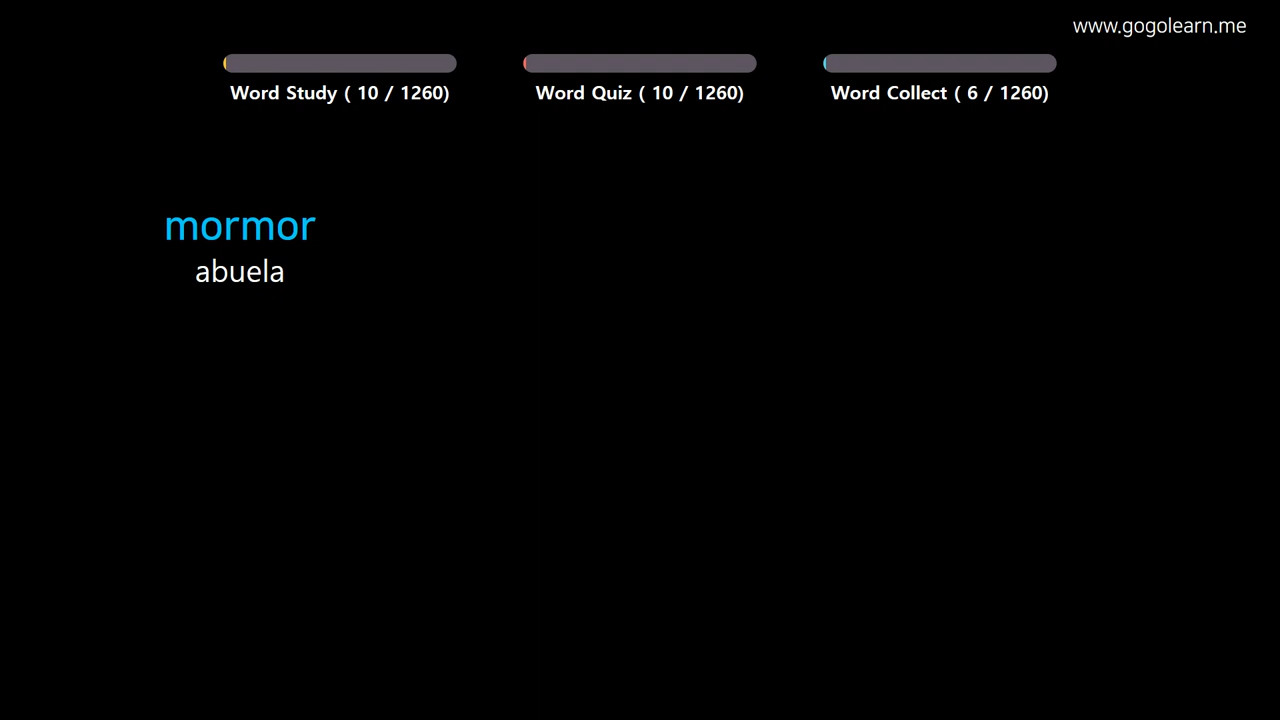 www.gogolearn.me
Word Study ( 10 / 1260)
Word Quiz ( 10 / 1260)
Word Collect ( 6 / 1260)
mormor
abuela